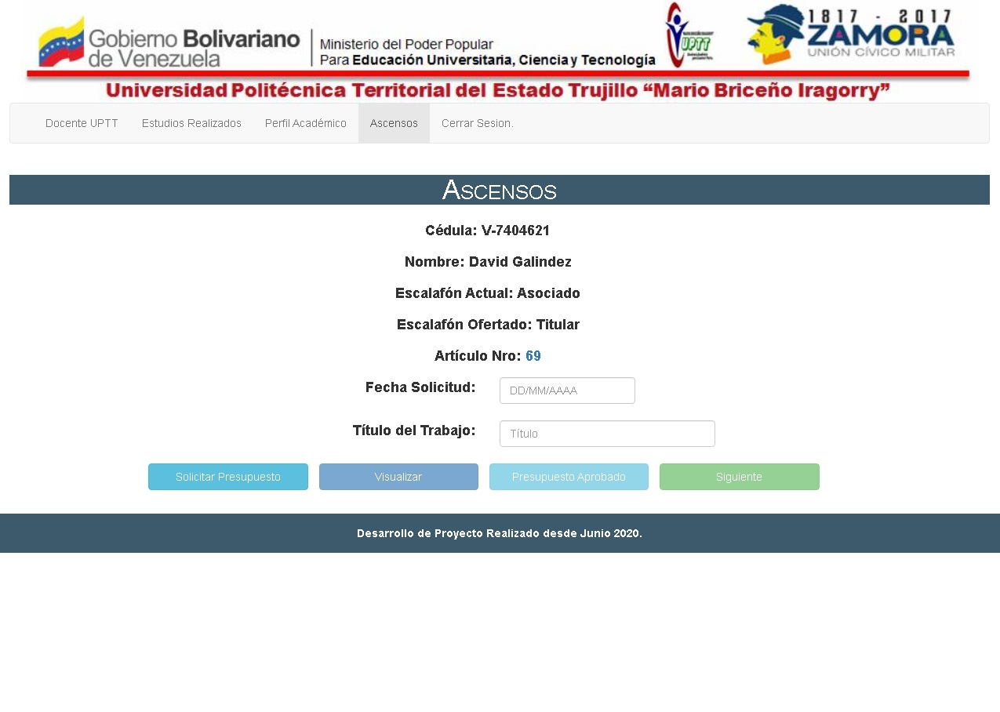 Gobierno Bolivariano
de Venezuela
Ministerio del Poder Popular
Para Educación Universitaria, Ciencia y Tecnología
UPTT
1817 - 2017
ZAMORA
UNIÓN CÍVICO MILITAR
Universidad Politécnica Territorial del Estado Trujillo “Mario Briceño Iragorry”
Docente UPTT Estudios Realizados Perfil Académico Ascensos Cerrar Sesion.
Ascensos
Cédula: V-7404621
Nombre: David Galindez
Escalafón Actual: Asociado
Escalafón Ofertado: Titular
Artículo Nro: 69
Fecha Solicitud: DD/MM/AAAA
Título del Trabajo: Título
Solicitar Presupuesto Visualizar Presupuesto Aprobado Siguiente
Desarrollo de Proyecto Realizado desde Junio 2020.